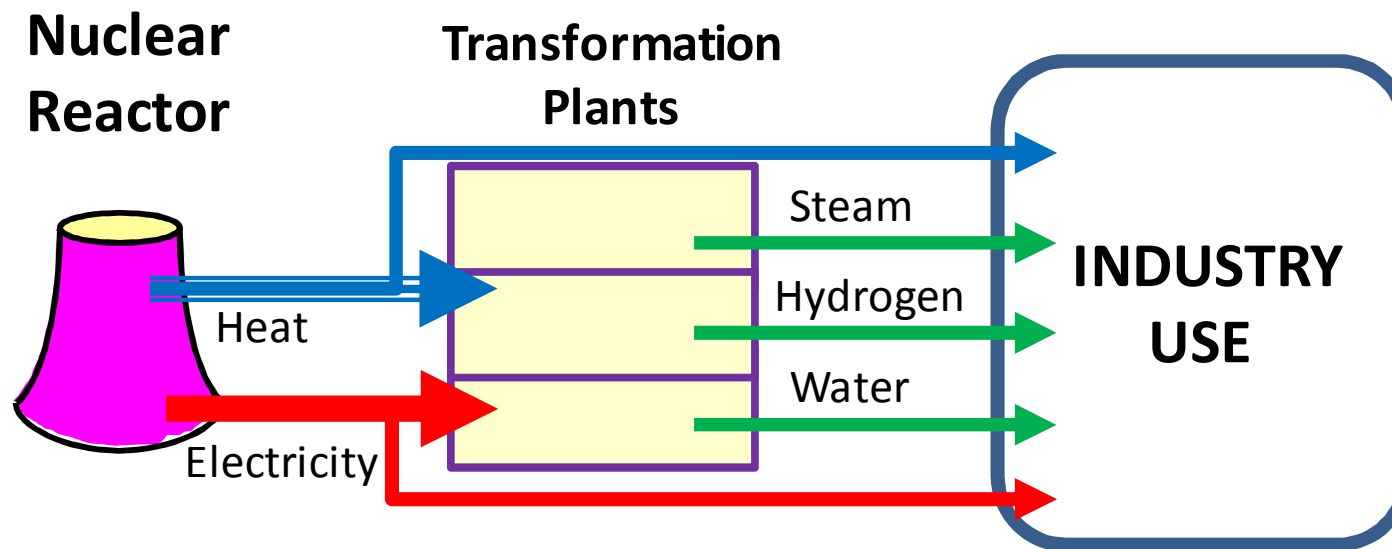 Nuclear
Reactor
Transformation
Plants
Steam
Hydrogen
Heat
Water
Electricity
INDUSTRY
USE